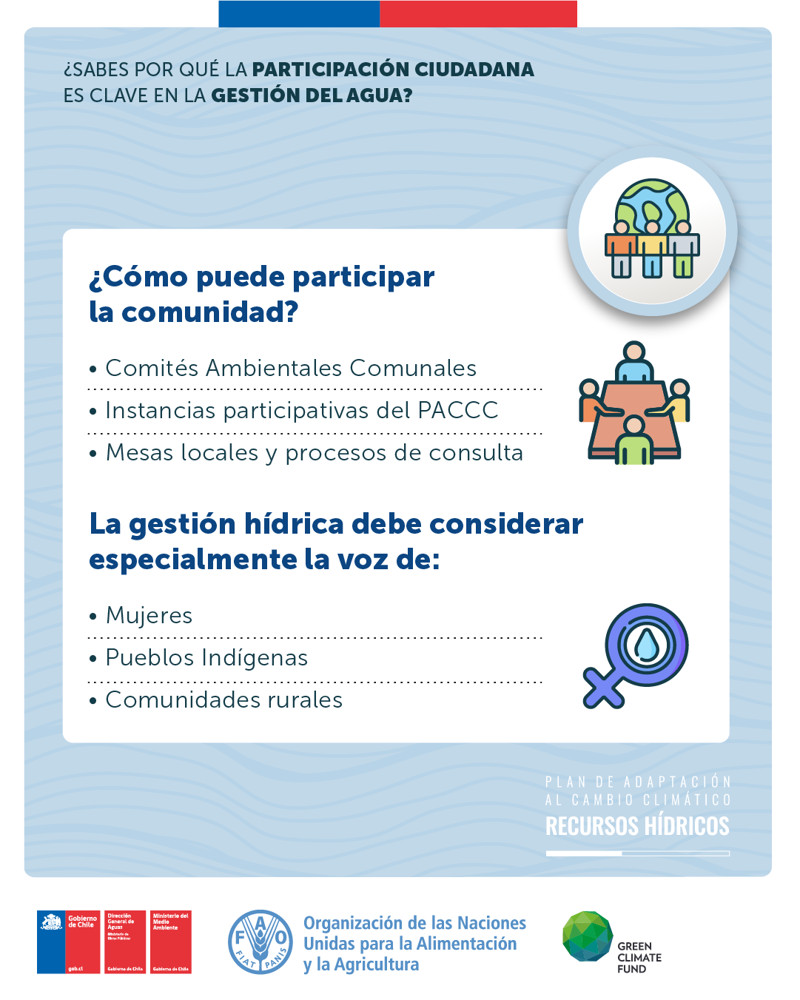 ¿SABES POR QUÉ LA PARTICIPACIÓN CIUDADANA
ES CLAVE EN LA GESTIÓN DEL AGUA?
¿Cómo puede participar
la comunidad?
• Comités Ambientales Comunales
• Instancias participativas del PACCC
• Mesas locales y procesos de consulta
La gestión hídrica debe considerar
especialmente la voz de:
• Mujeres
• Pueblos Indígenas
• Comunidades rurales
PLAN DE ADAPTACIÓN
AL CAMBIO CLIMÁTICO
RECURSOS HÍDRICOS
Gobierno
de Chile
gob.cl
Dirección
General de
Aguas
Ministerio de
Obras Públicas
Gobierno de Chile
Ministerio del
Medio
Ambiente
Gobierno de Chile
FAO
FIAT PANIS
Organización de las Naciones
Unidas para la Alimentación
y la Agricultura
GREEN
CLIMATE
FUND